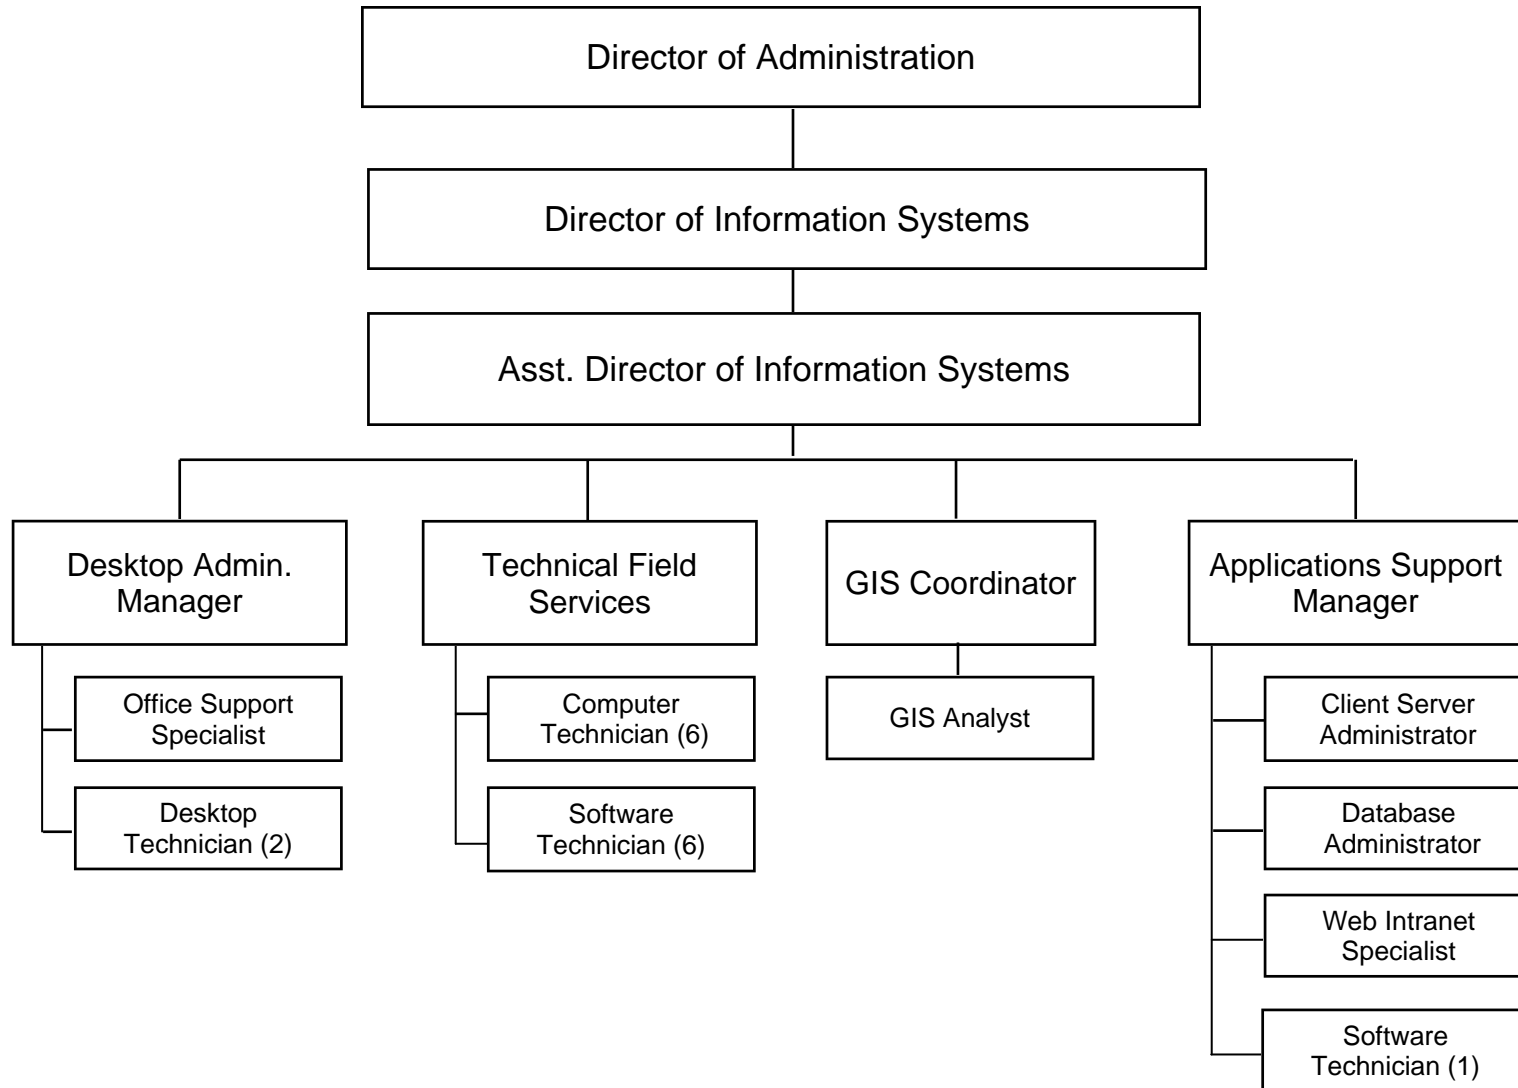 Director of Administration
Director of Information Systems
Asst. Director of Information Systems
Desktop Admin.
Manager
Office Support
Specialist
Desktop
Technician (2)
Technical Field
Services
Computer
Technician (6)
Software
Technician (6)
GIS Coordinator
GIS Analyst
Applications Support
Manager
Client Server
Administrator
Database
Administrator
Web Intranet
Specialist
Software
Technician (1)